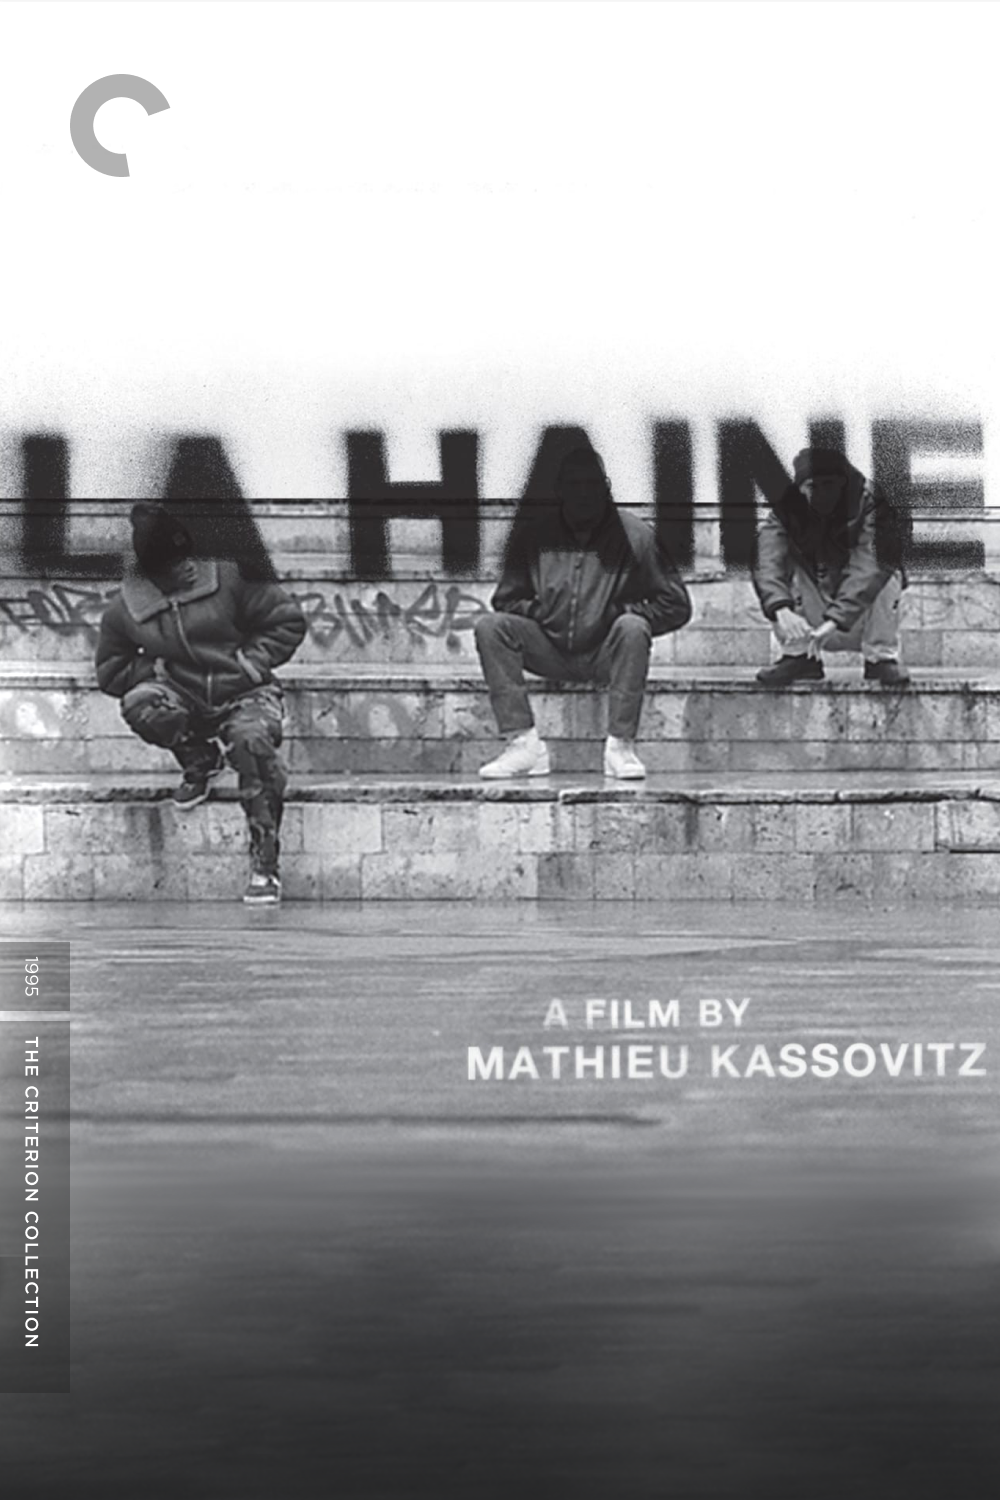 LA HAINE
A FILM BY
MATHIEU KASSOVITZ
1995
THE CRITERION COLLECTION